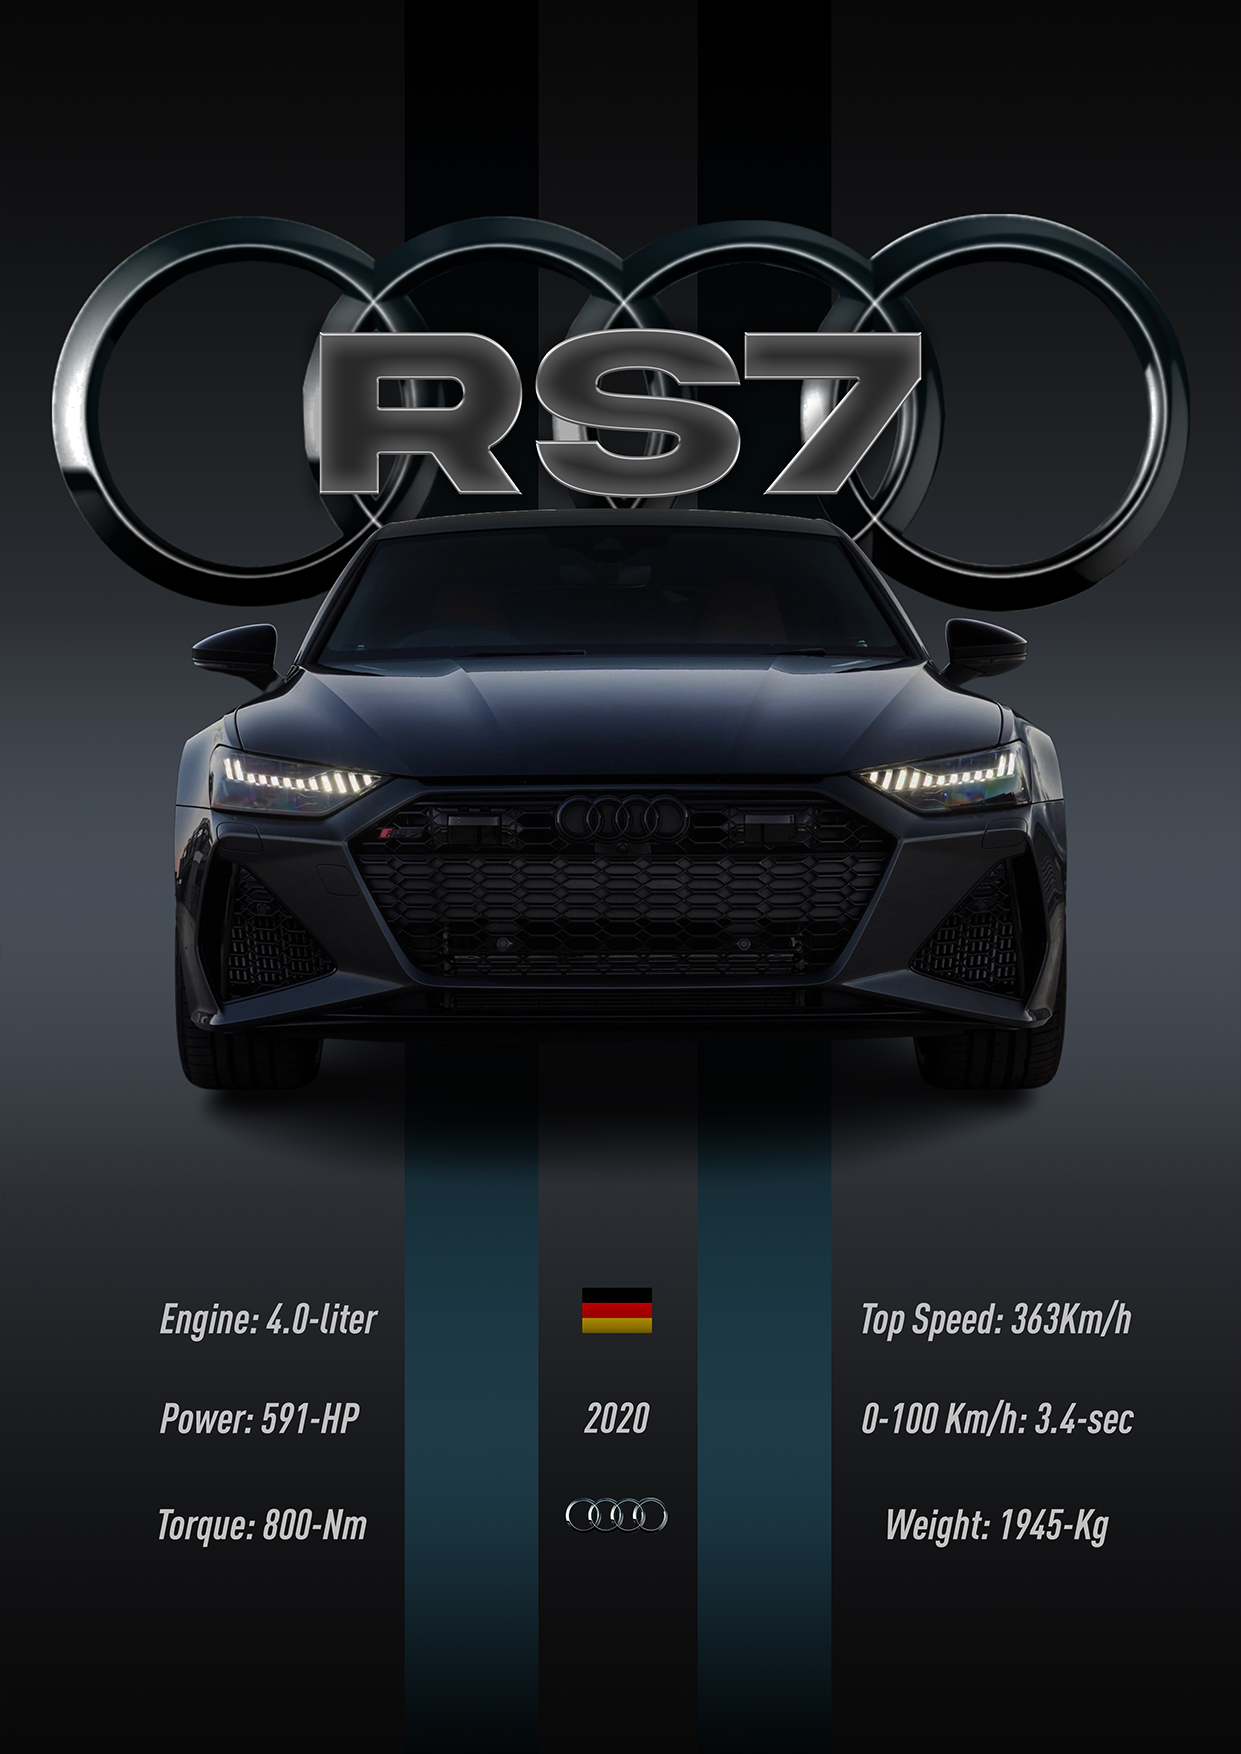 RS7
Engine: 4.0-liter
Top Speed: 363Km/h
Power: 591-HP
2020
0-100 Km/h: 3.4-sec
Torque: 800-Nm
Weight: 1945-Kg